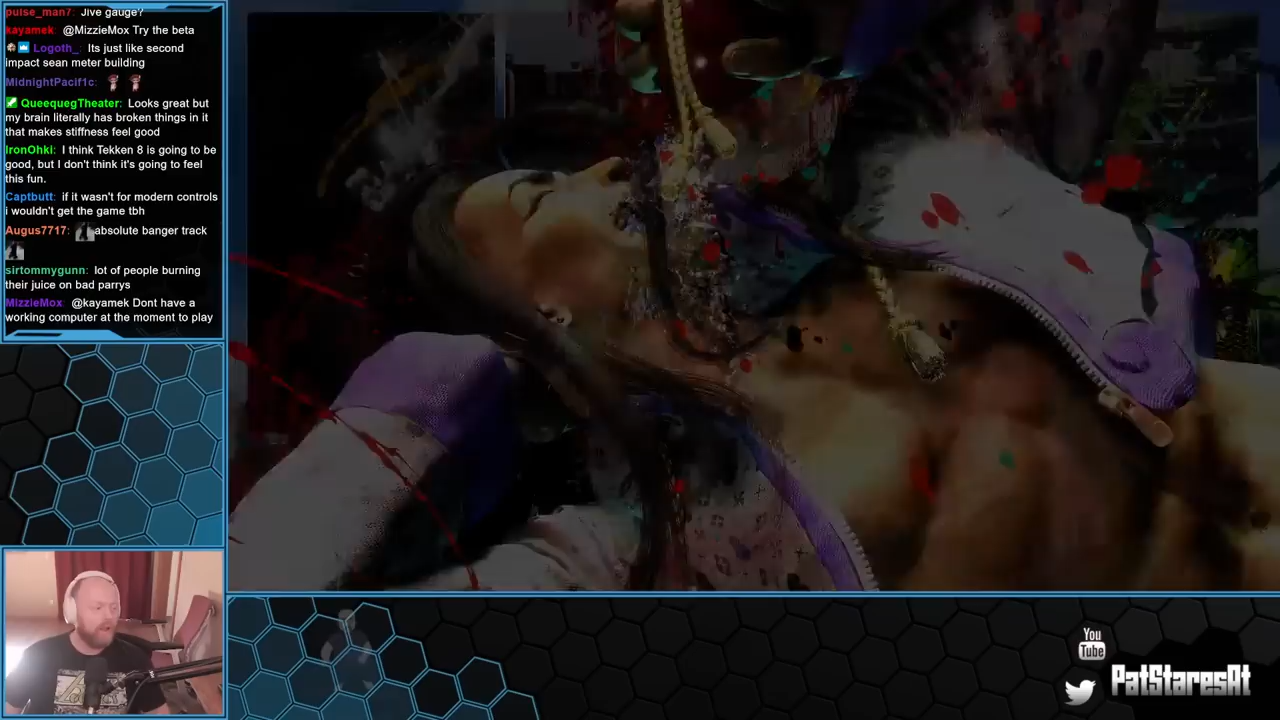 pulse_man7: Jive gauge?
kayamek: @MizzieMox Try the beta
Logoth_: Its just like second
impact sean meter building
MidnightPacif1c:
QueequegTheater: Looks great but
my brain literally has broken things in it
that makes stiffness feel good
IronOhki: I think Tekken 8 is going to be
good, but I don't think it's going to feel
this fun.
Captbutt: if it wasn't for modern controls
i wouldn't get the game tbh
Augus7717: absolute banger track
sirtommygunn: lot of people burning
their juice on bad parrys
MizzieMox: @kayamek Dont have a
working computer at the moment to play
You
Tube
PatStaresAt